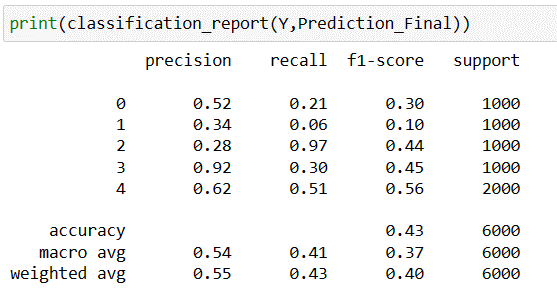 print(classification_report(Y,Prediction_Final))
precision recall f1-score support
0 0.52 0.21 0.30 1000
1 0.34 0.06 0.10 1000
2 0.28 0.97 0.44 1000
3 0.92 0.30 0.45 1000
4 0.62 0.51 0.56 2000
accuracy 0.43 6000
macro avg 0.54 0.41 0.37 6000
weighted avg 0.55 0.43 0.40 6000